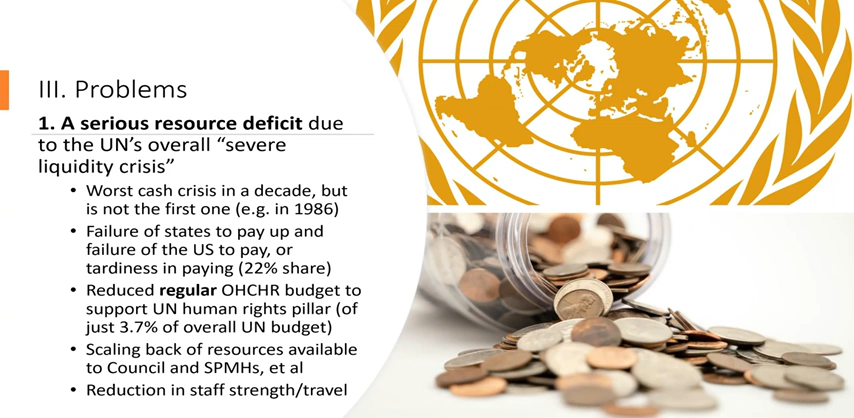 III. Problems
1. A serious resource deficit due
to the UN’s overall “severe
liquidity crisis”
• Worst cash crisis in a decade, but
is not the first one (e.g. in 1986)
• Failure of states to pay up and
failure of the US to pay, or
tardiness in paying (22% share)
• Reduced regular OHCHR budget to
support UN human rights pillar (of
just 3.7% of overall UN budget)
• Scaling back of resources available
to Council and SPMHs, et al
• Reduction in staff strength/travel